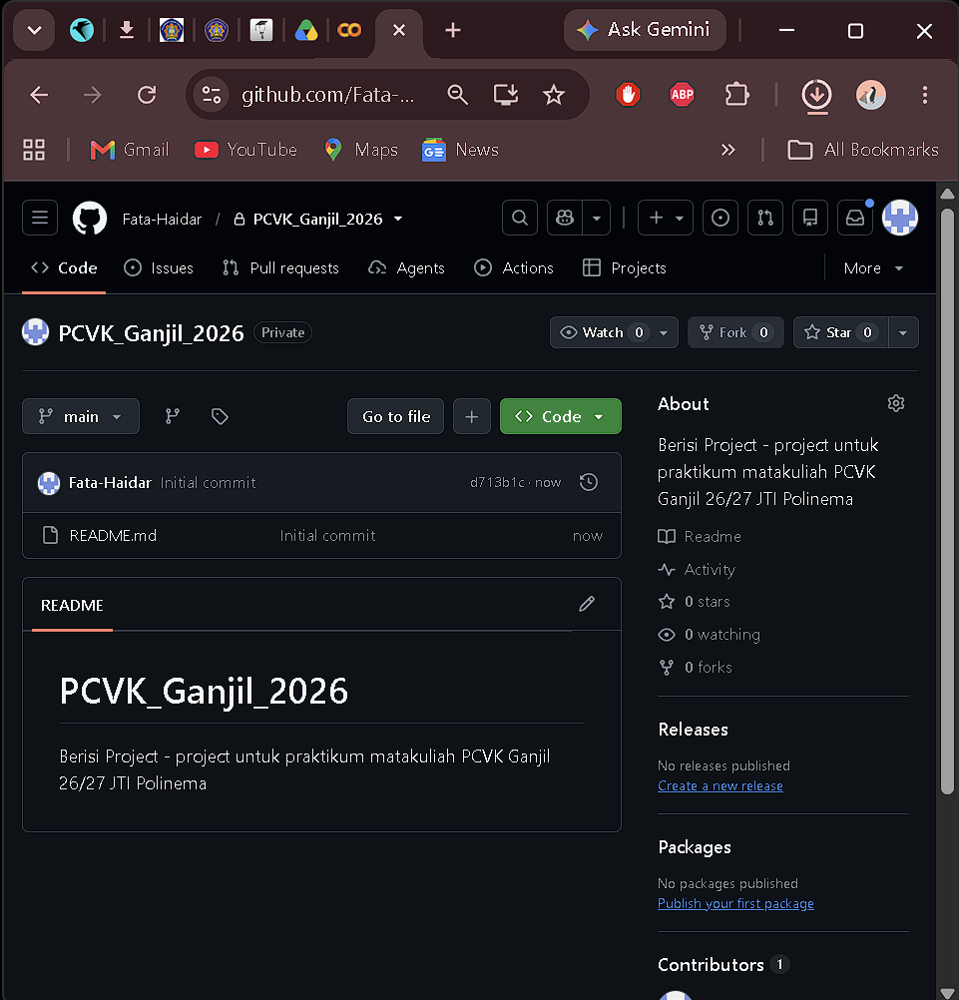 Ask Gemini
github.com/Fata-...
ABP
Gmail
YouTube
Maps
News
All Bookmarks
Fata-Haidar / PCVK_Ganjil_2026
Code
Issues
Pull requests
Agents
Actions
Projects
More
PCVK_Ganjil_2026 Private
Watch 0
Fork 0
Star 0
main
Go to file
Code
Fata-Haidar Initial commit d713b1c · now
README.md Initial commit now
README
PCVK_Ganjil_2026
Berisi Project - project untuk praktikum matakuliah PCVK Ganjil
26/27 JTI Polinema
About
Berisi Project - project untuk
praktikum matakuliah PCVK
Ganjil 26/27 JTI Polinema
Readme
Activity
0 stars
0 watching
0 forks
Releases
No releases published
Create a new release
Packages
No packages published
Publish your first package
Contributors 1